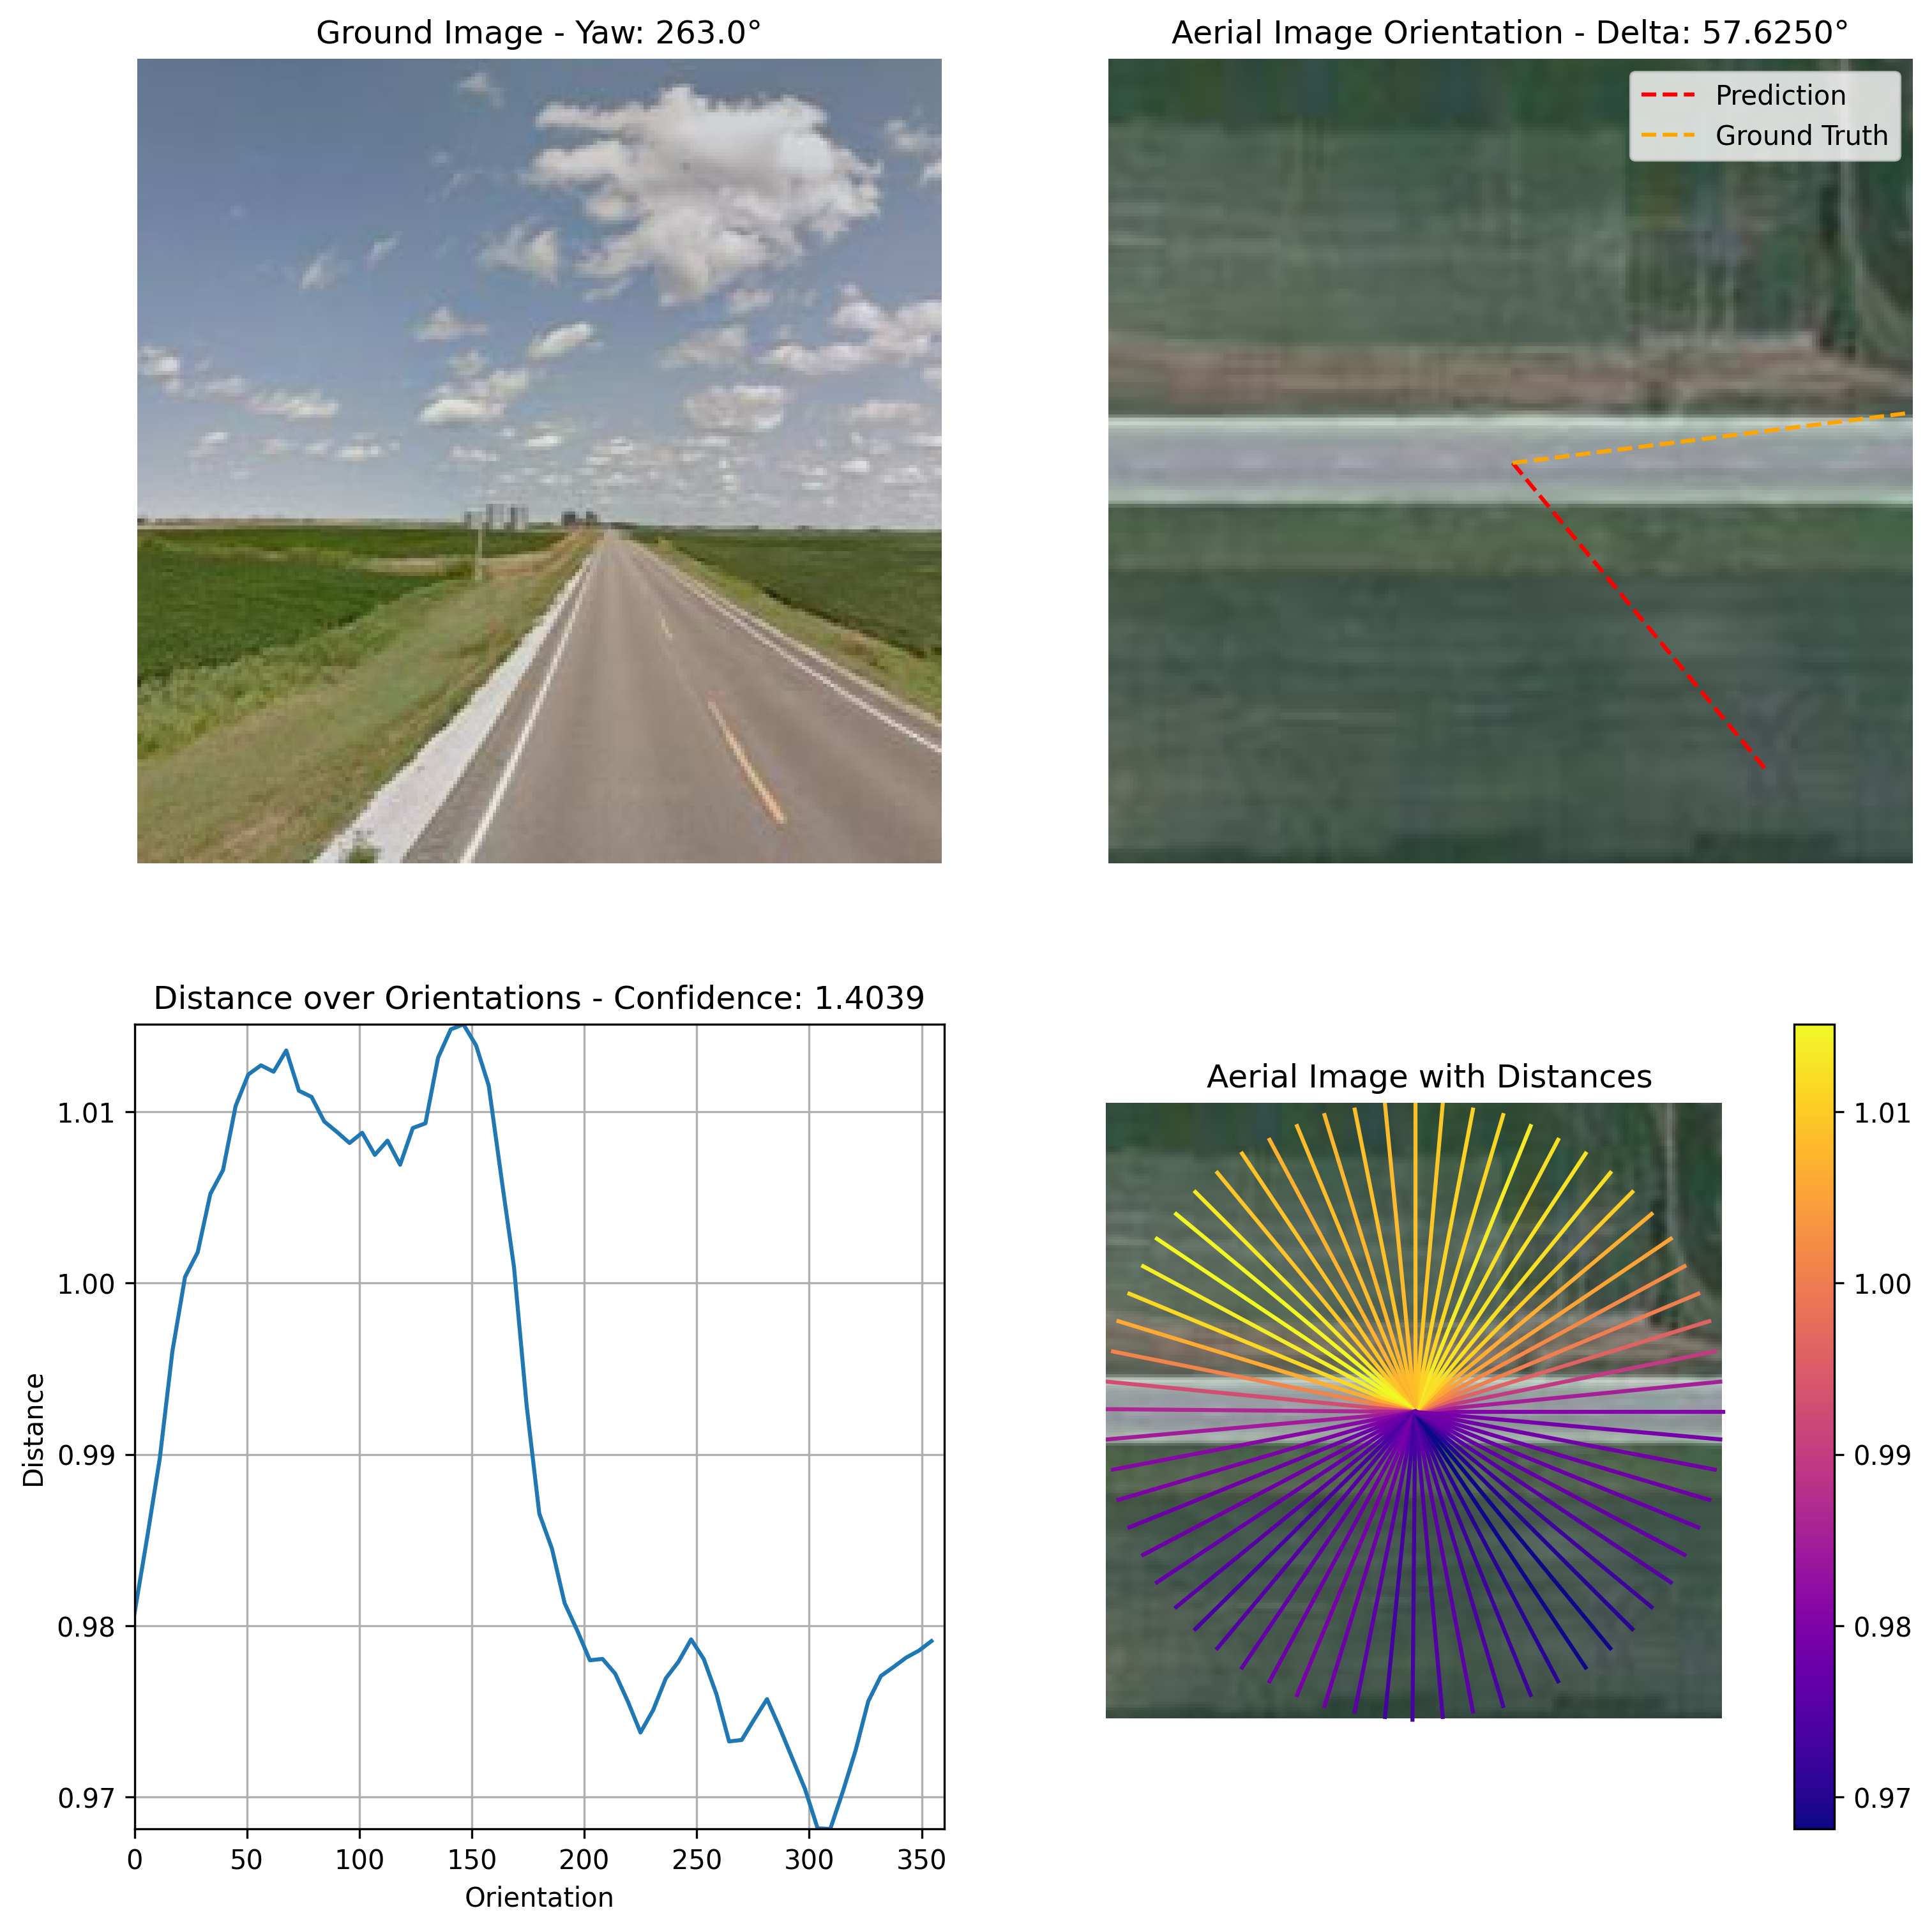 Ground Image - Yaw: 263.0°
Aerial Image Orientation - Delta: 57.6250°
Prediction
Ground Truth
Distance over Orientations - Confidence: 1.4039
1.01
1.00
0.99
0.98
0.97
Distance
0 50 100 150 200 250 300 350
Orientation
Aerial Image with Distances
1.01
1.00
0.99
0.98
0.97